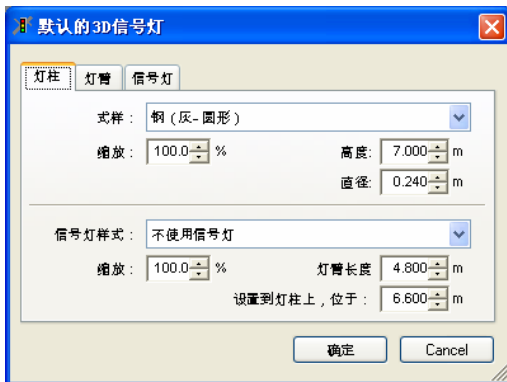 默认的3D信号灯
灯柱 灯臂 信号灯
式样： 钢（灰-圆形）
缩放： 100.0 % 高度: 7.000 m
直径: 0.240 m
信号灯样式： 不使用信号灯
缩放： 100.0 % 灯臂长度 4.800 m
设置到灯柱上，位于： 6.600 m
确定 Cancel